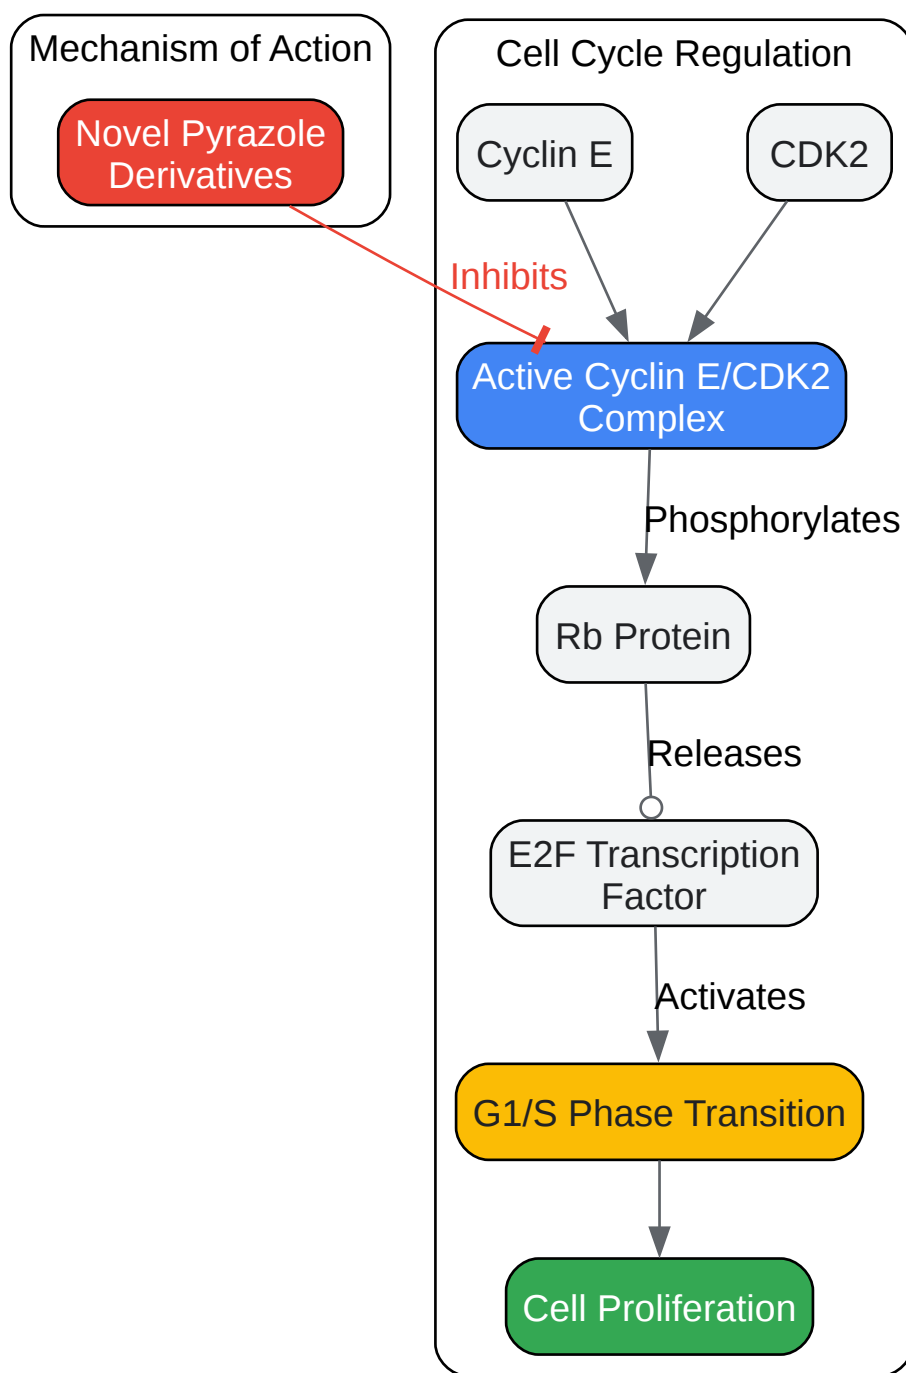 Mechanism of Action
Novel Pyrazole
Derivatives
Cell Cycle Regulation
Cyclin E
CDK2
Inhibits
Active Cyclin E/CDK2
Complex
Phosphorylates
Rb Protein
Releases
E2F Transcription
Factor
Activates
G1/S Phase Transition
Cell Proliferation